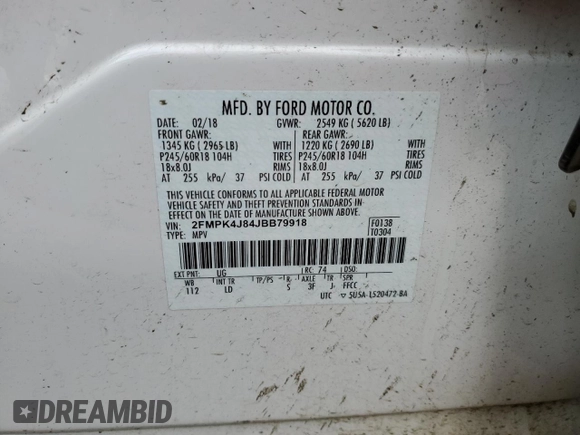 MFD. BY FORD MOTOR CO.
DATE: 02/18 GVWR: 2549 KG ( 5620 LB)
FRONT GAWR: REAR GAWR:
1345 KG ( 2965 LB) WITH 1220 KG ( 2690 LB) WITH
P245/60R18 104H TIRES P245/60R18 104H TIRES
18x8.0J RIMS 18x8.0J RIMS
AT 255 kPa/ 37 PSI COLD AT 255 kPa/ 37 PSI COLD
THIS VEHICLE CONFORMS TO ALL APPLICABLE FEDERAL MOTOR
VEHICLE SAFETY AND THEFT PREVENTION STANDARDS IN
EFFECT ON THE DATE OF MANUFACTURE SHOWN ABOVE.
VIN: 2FMPK4J84JBB79918 F0138
TYPE: MPV T0304
EXT PNT: UG RC: 74 DSO:
WB INT TR TP/PS R AXLE TR SPR
112 LD S 3F J FFCC
UTC ▽ 5USA-L520472-BA
DREAMBID